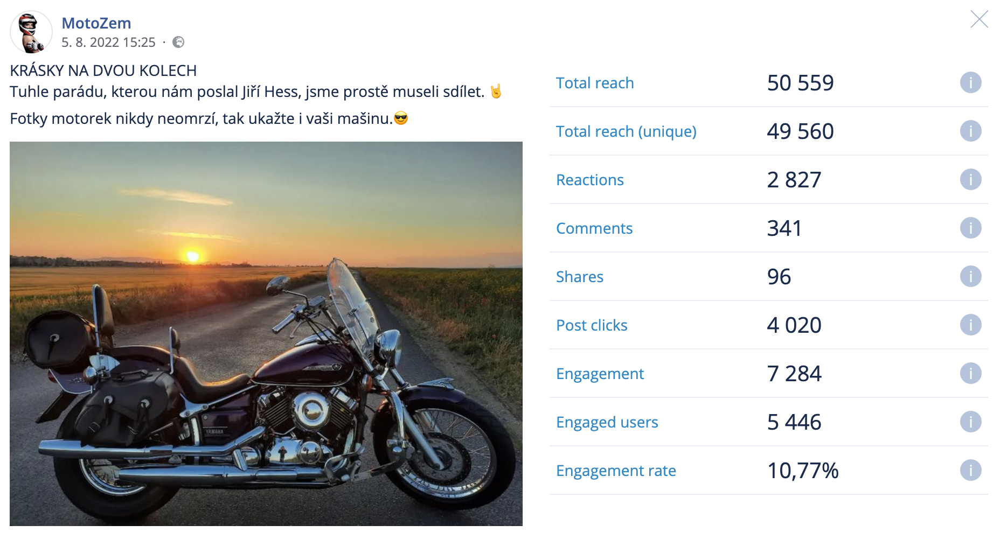 MotoZem
5. 8. 2022 15:25 ·
KRÁSKY NA DVOU KOLECH
Tuhle parádu, kterou nám poslal Jiří Hess, jsme prostě museli sdílet. 🤘
Fotky motorek nikdy neomrzí, tak ukažte i vaši mašinu.😎
YAMAHA
Total reach 50 559
Total reach (unique) 49 560
Reactions 2 827
Comments 341
Shares 96
Post clicks 4 020
Engagement 7 284
Engaged users 5 446
Engagement rate 10,77%